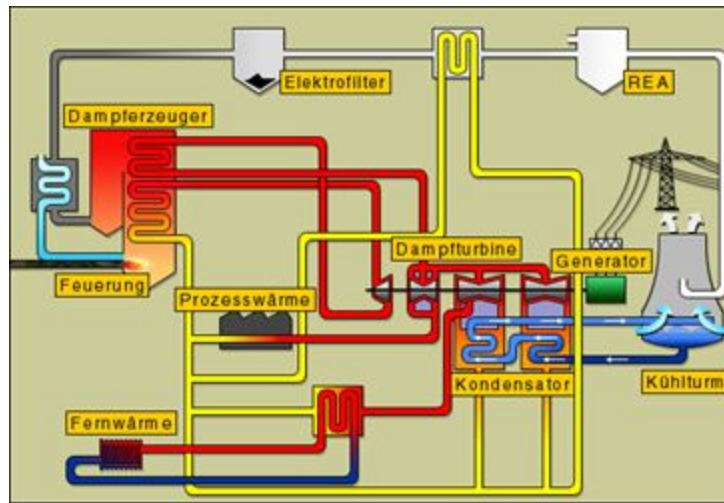 Elektrofilter
REA
Dampferzeuger
Dampfturbine
Generator
Feuerung
Prozesswärme
Kondensator
Kühlturm
Fernwärme